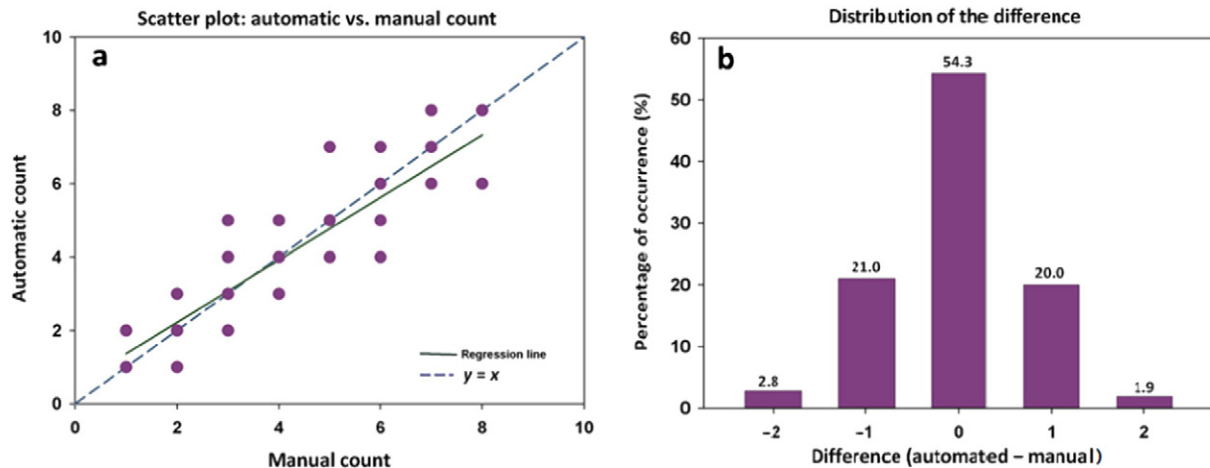 Scatter plot: automatic vs. manual count
a
10
8
6
4
2
0
Automatic count
Regression line
y = x
0 2 4 6 8 10
Manual count
Distribution of the difference
b
60
50
40
30
20
10
0
Percentage of occurrence (%)
54.3
21.0
20.0
2.8
1.9
−2 −1 0 1 2
Difference (automated – manual)